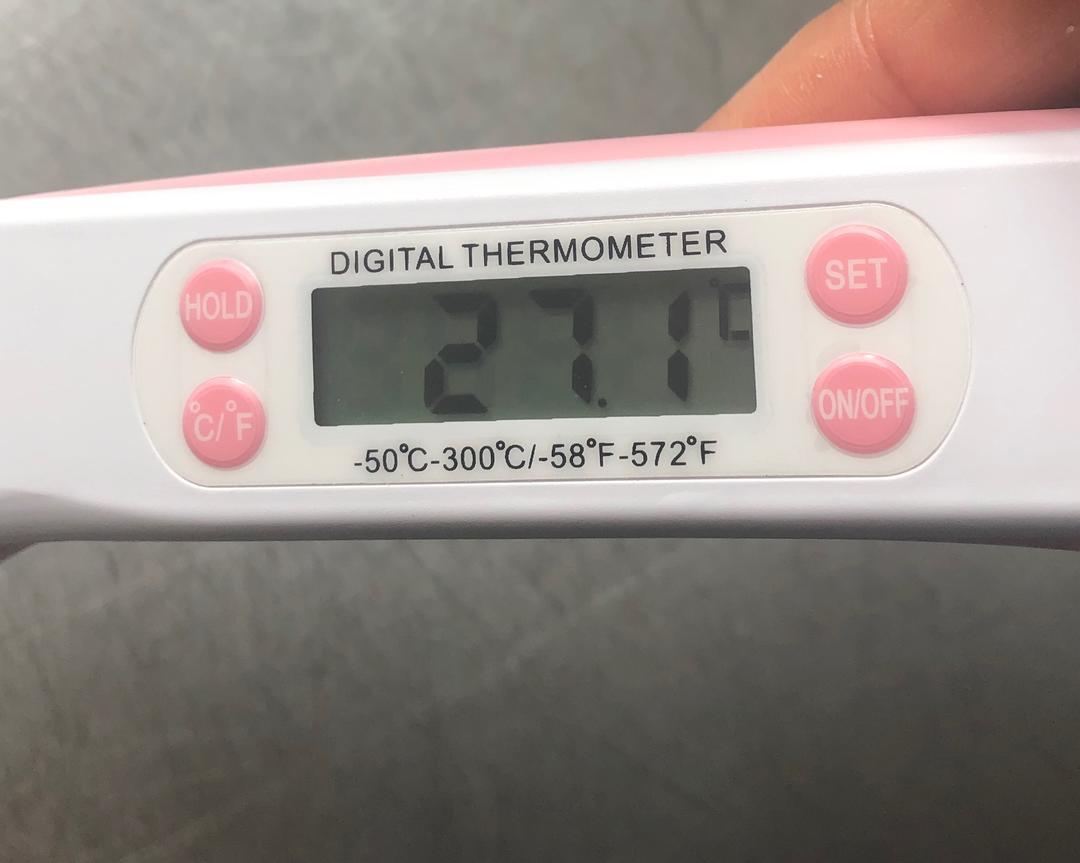 DIGITAL THERMOMETER
HOLD
SET
27.1°C
°C/°F
ON/OFF
-50°C-300°C/-58°F-572°F